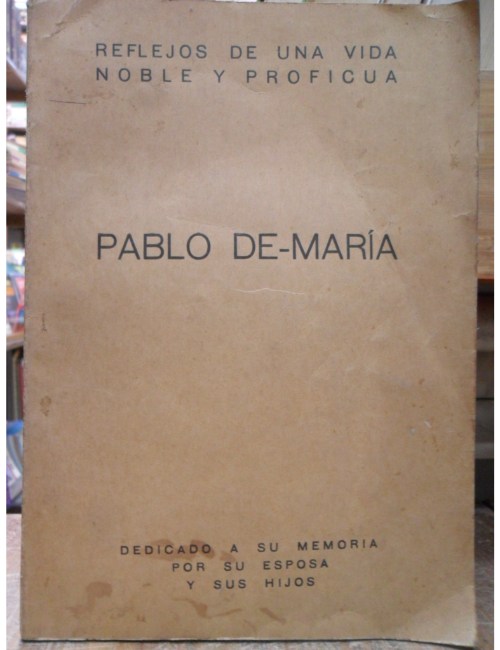 REFLEJOS DE UNA VIDA
NOBLE Y PROFICUA
PABLO DE-MARÍA
DEDICADO A SU MEMORIA
POR SU ESPOSA
Y SUS HIJOS